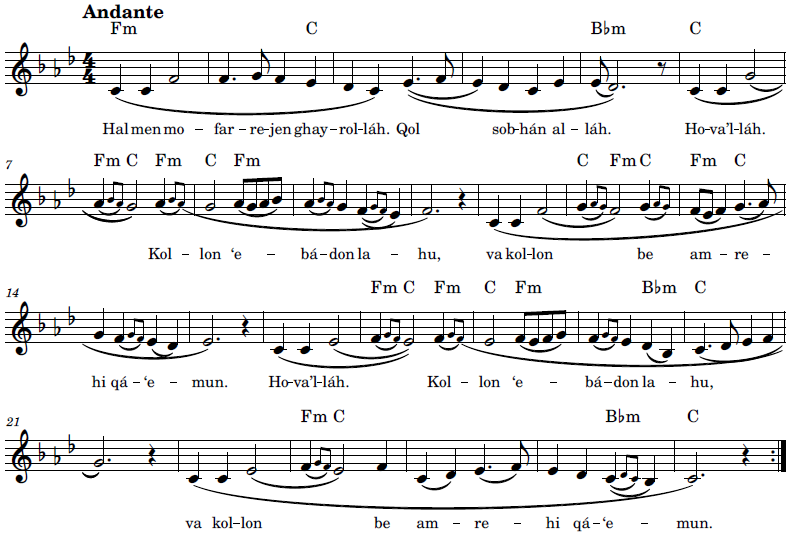 Andante
Fm C B♭m C
Hal men mo – far – re – jen ghay – rol – láh. Qol sob – hán al – láh. Ho – va'l – láh.
7
Fm C Fm C Fm C Fm C Fm C
Kol – lon 'e – bá – don la – hu, va kol – lon be am – re –
14
Fm C Fm C Fm B♭m C
hi qá – 'e – mun. Ho – va'l – láh. Kol – lon 'e – bá – don la – hu,
21
Fm C B♭m C
va kol – lon be am – re – hi qá – 'e – mun.